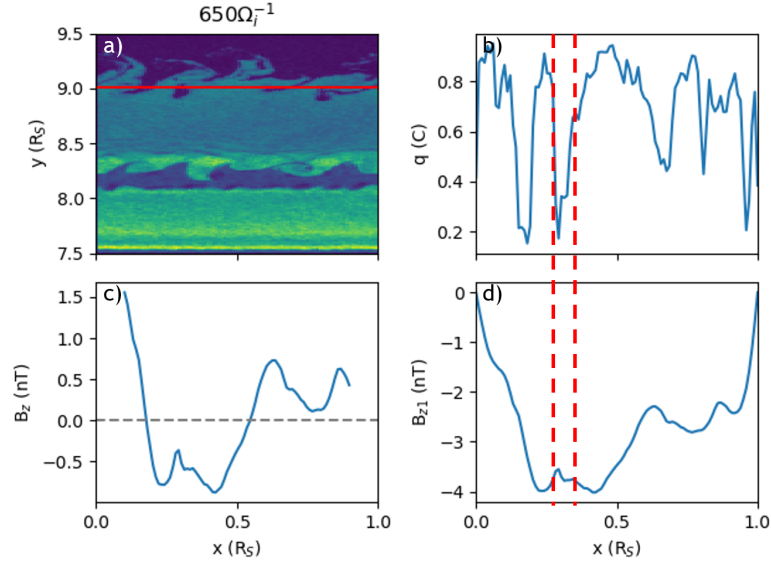 650Ω_i^{-1}
a)
9.5
9.0
8.5
8.0
7.5
y (R_S)
b)
0.8
0.6
0.4
0.2
q (C)
c)
1.5
1.0
0.5
0.0
−0.5
B_z (nT)
0.0 0.5 1.0
x (R_S)
d)
0
−1
−2
−3
−4
B_{z1} (nT)
0.0 0.5 1.0
x (R_S)